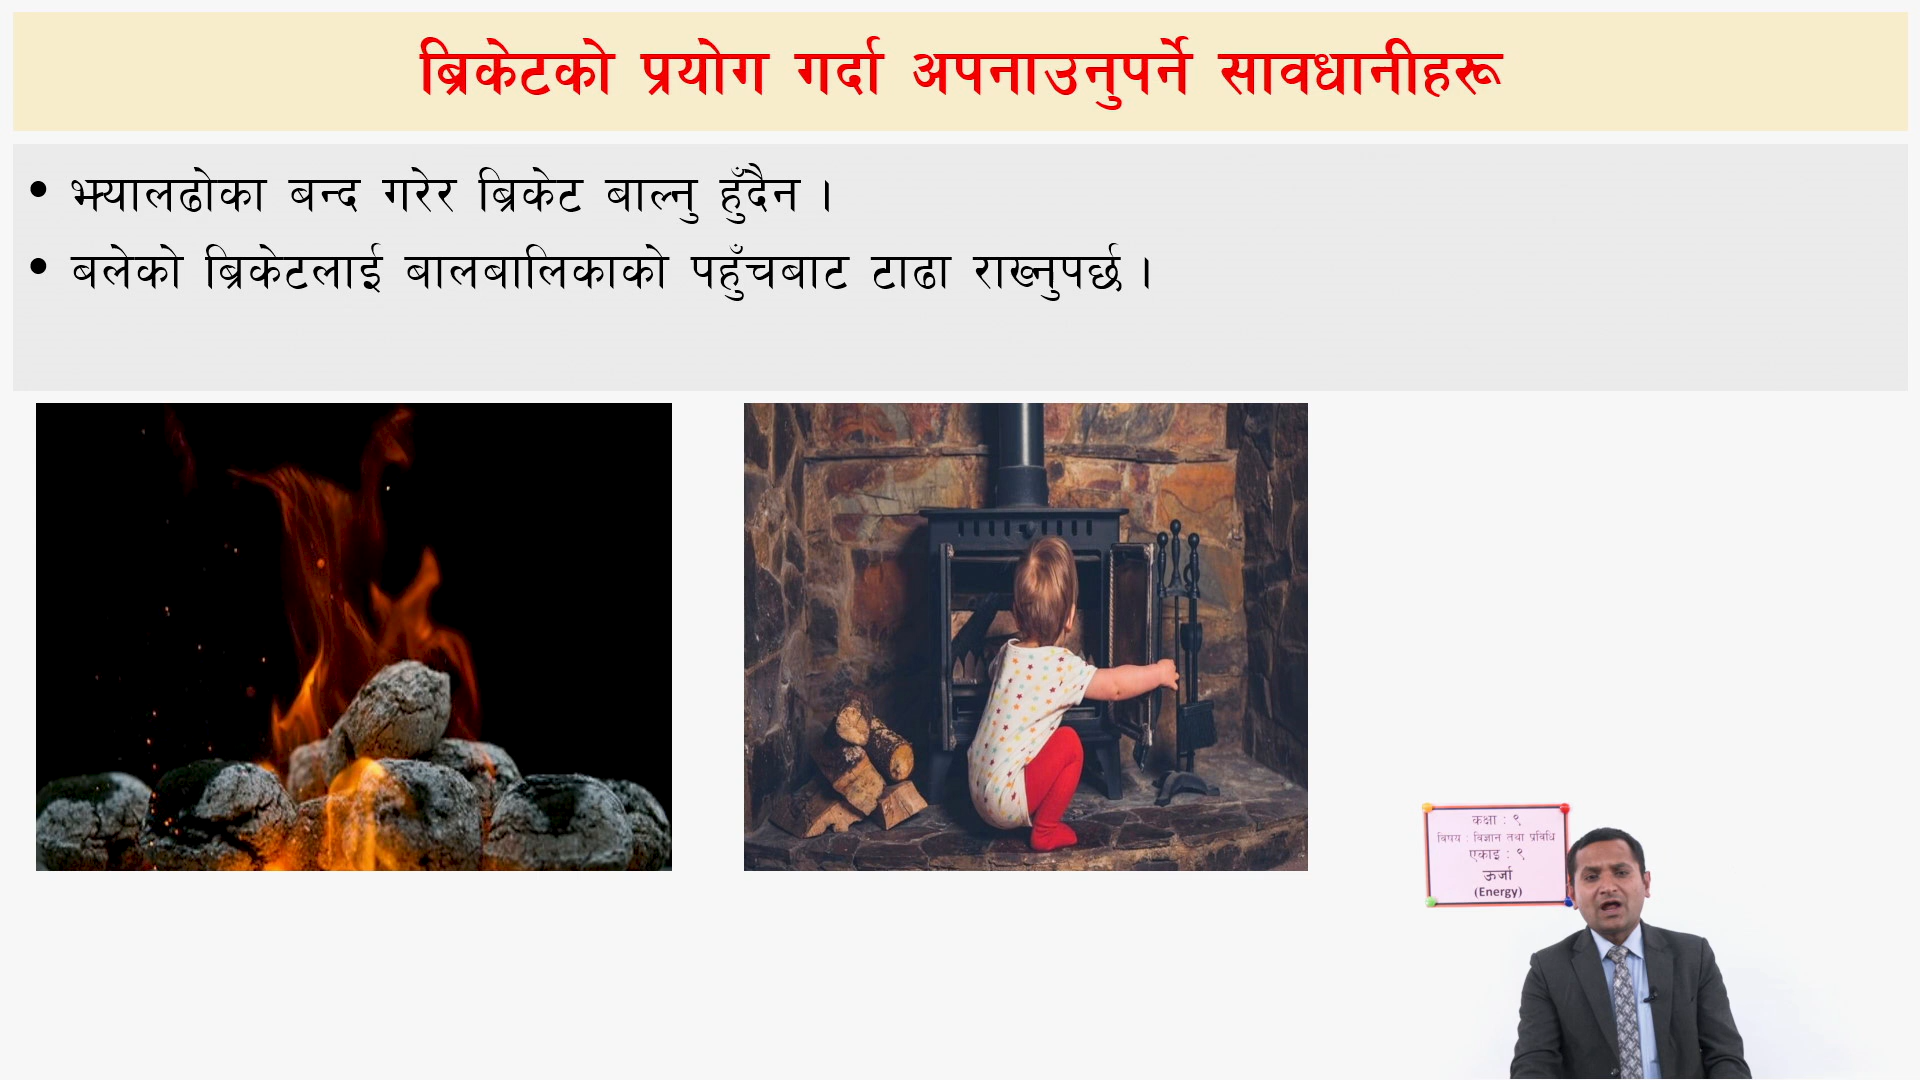 ब्रिकेटको प्रयोग गर्दा अपनाउनुपर्ने सावधानीहरू
• झ्यालढोका बन्द गरेर ब्रिकेट बाल्नु हुँदैन ।
• बलेको ब्रिकेटलाई बालबालिकाको पहुँचबाट टाढा राख्नुपर्छ ।
कक्षा : ९
विषय : विज्ञान तथा प्रविधि
एकाइ : ९
ऊर्जा
(Energy)